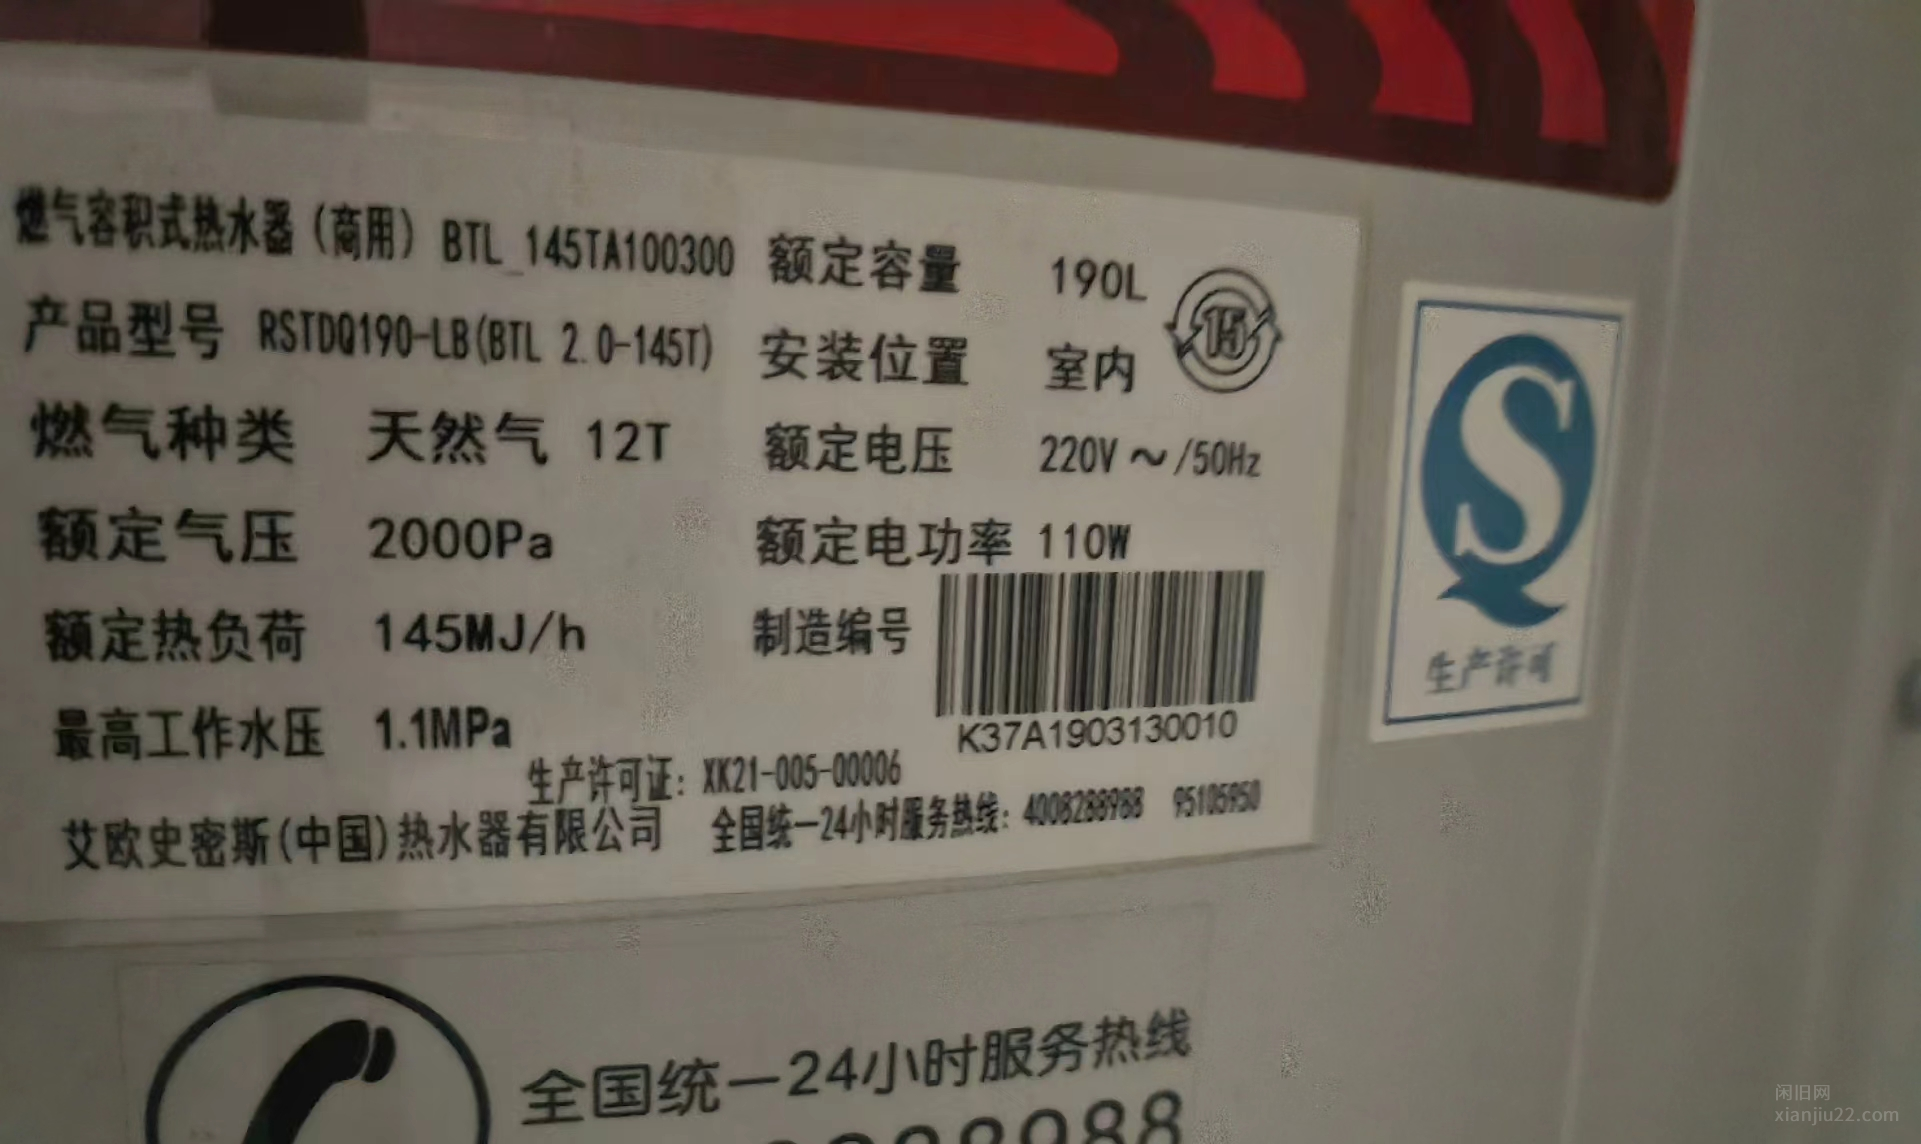 燃气容积式热水器(商用) BTL_145TA100300
产品型号 RSTDQ190-LB(BTL 2.0-145T)
燃气种类 天然气 12T
额定气压 2000Pa
额定热负荷 145MJ/h
最高工作水压 1.1MPa
额定容量 190L
安装位置 室内
15
额定电压 220V～/50Hz
额定电功率 110W
制造编号
K37A1903130010
生产许可证: XK21-005-00006
艾欧史密斯(中国)热水器有限公司 全国统一24小时服务热线: 4008288988 95105950
S
生产许可
全国统一24小时服务热线
闲旧网
xianjiu22.com